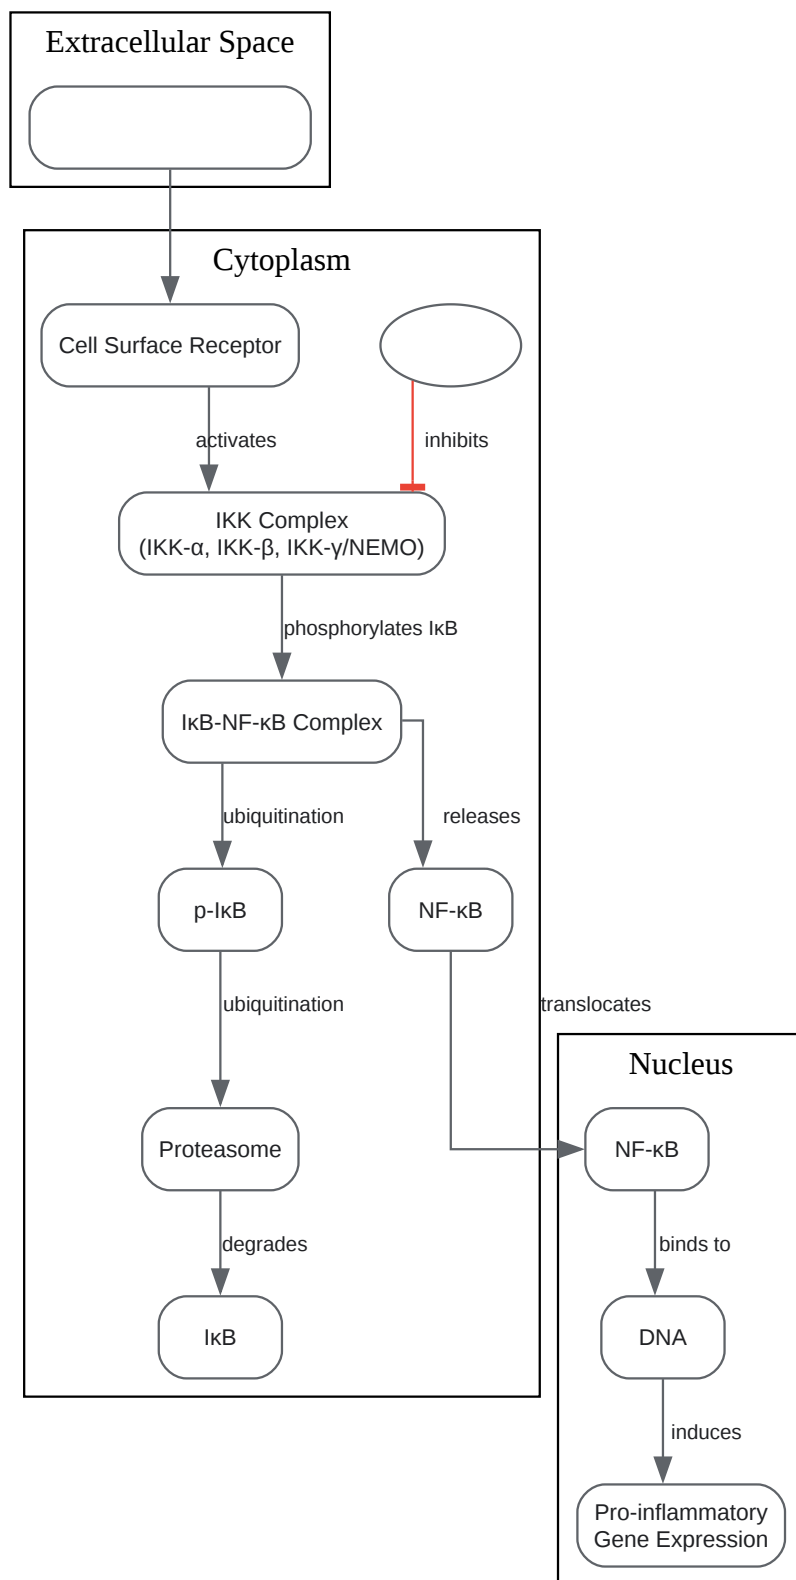 Extracellular Space
Cytoplasm
Cell Surface Receptor
activates
inhibits
IKK Complex
(IKK-α, IKK-β, IKK-γ/NEMO)
phosphorylates IκB
IκB-NF-κB Complex
ubiquitination
releases
p-IκB
NF-κB
ubiquitination
translocates
Nucleus
Proteasome
NF-κB
degrades
binds to
IκB
DNA
induces
Pro-inflammatory
Gene Expression